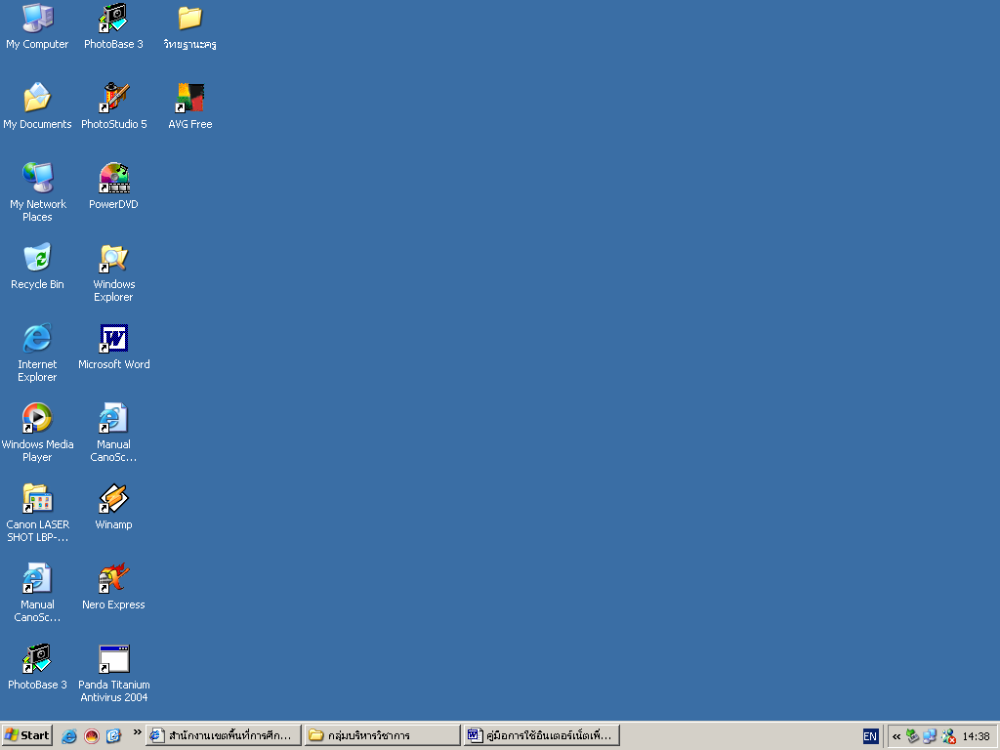 My Computer
PhotoBase 3
วิทยฐานะครู
My Documents
PhotoStudio 5
AVG Free
My Network
Places
PowerDVD
Recycle Bin
Windows
Explorer
Internet
Explorer
Microsoft Word
Windows Media
Player
Manual
CanoSc...
Canon LASER
SHOT LBP-...
Winamp
Manual
CanoSc...
Nero Express
PhotoBase 3
Panda Titanium
Antivirus 2004
Start
สำนักงานเขตพื้นที่การศึก...
กลุ่มบริหารวิชาการ
คู่มือการใช้อินเตอร์เน็ตเพื่...
EN
14:38